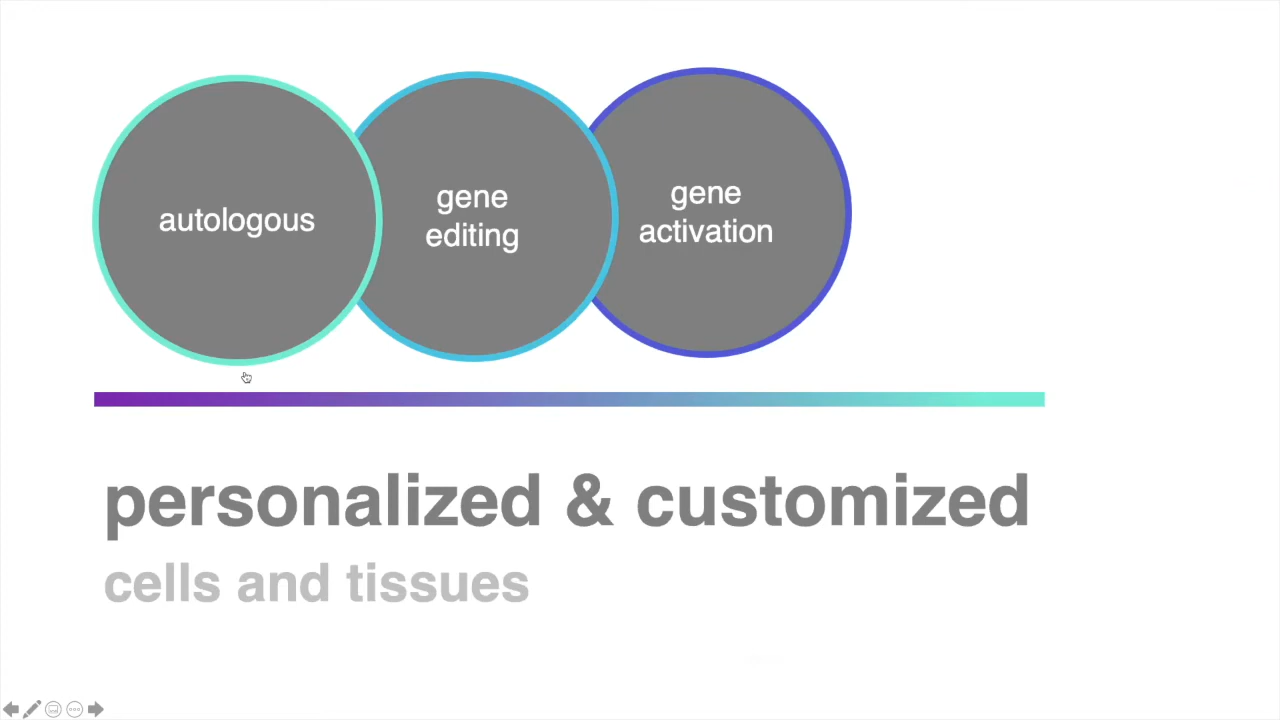 autologous
gene
editing
gene
activation
personalized & customized
cells and tissues